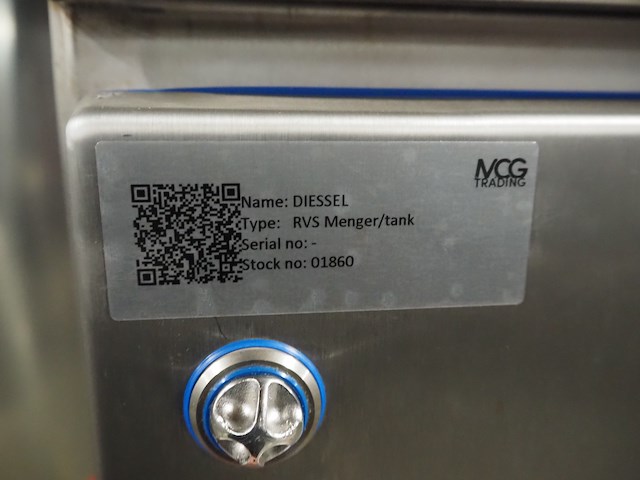 MCG
TRADING
Name: DIESSEL
Type: RVS Menger/tank
Serial no: -
Stock no: 01860